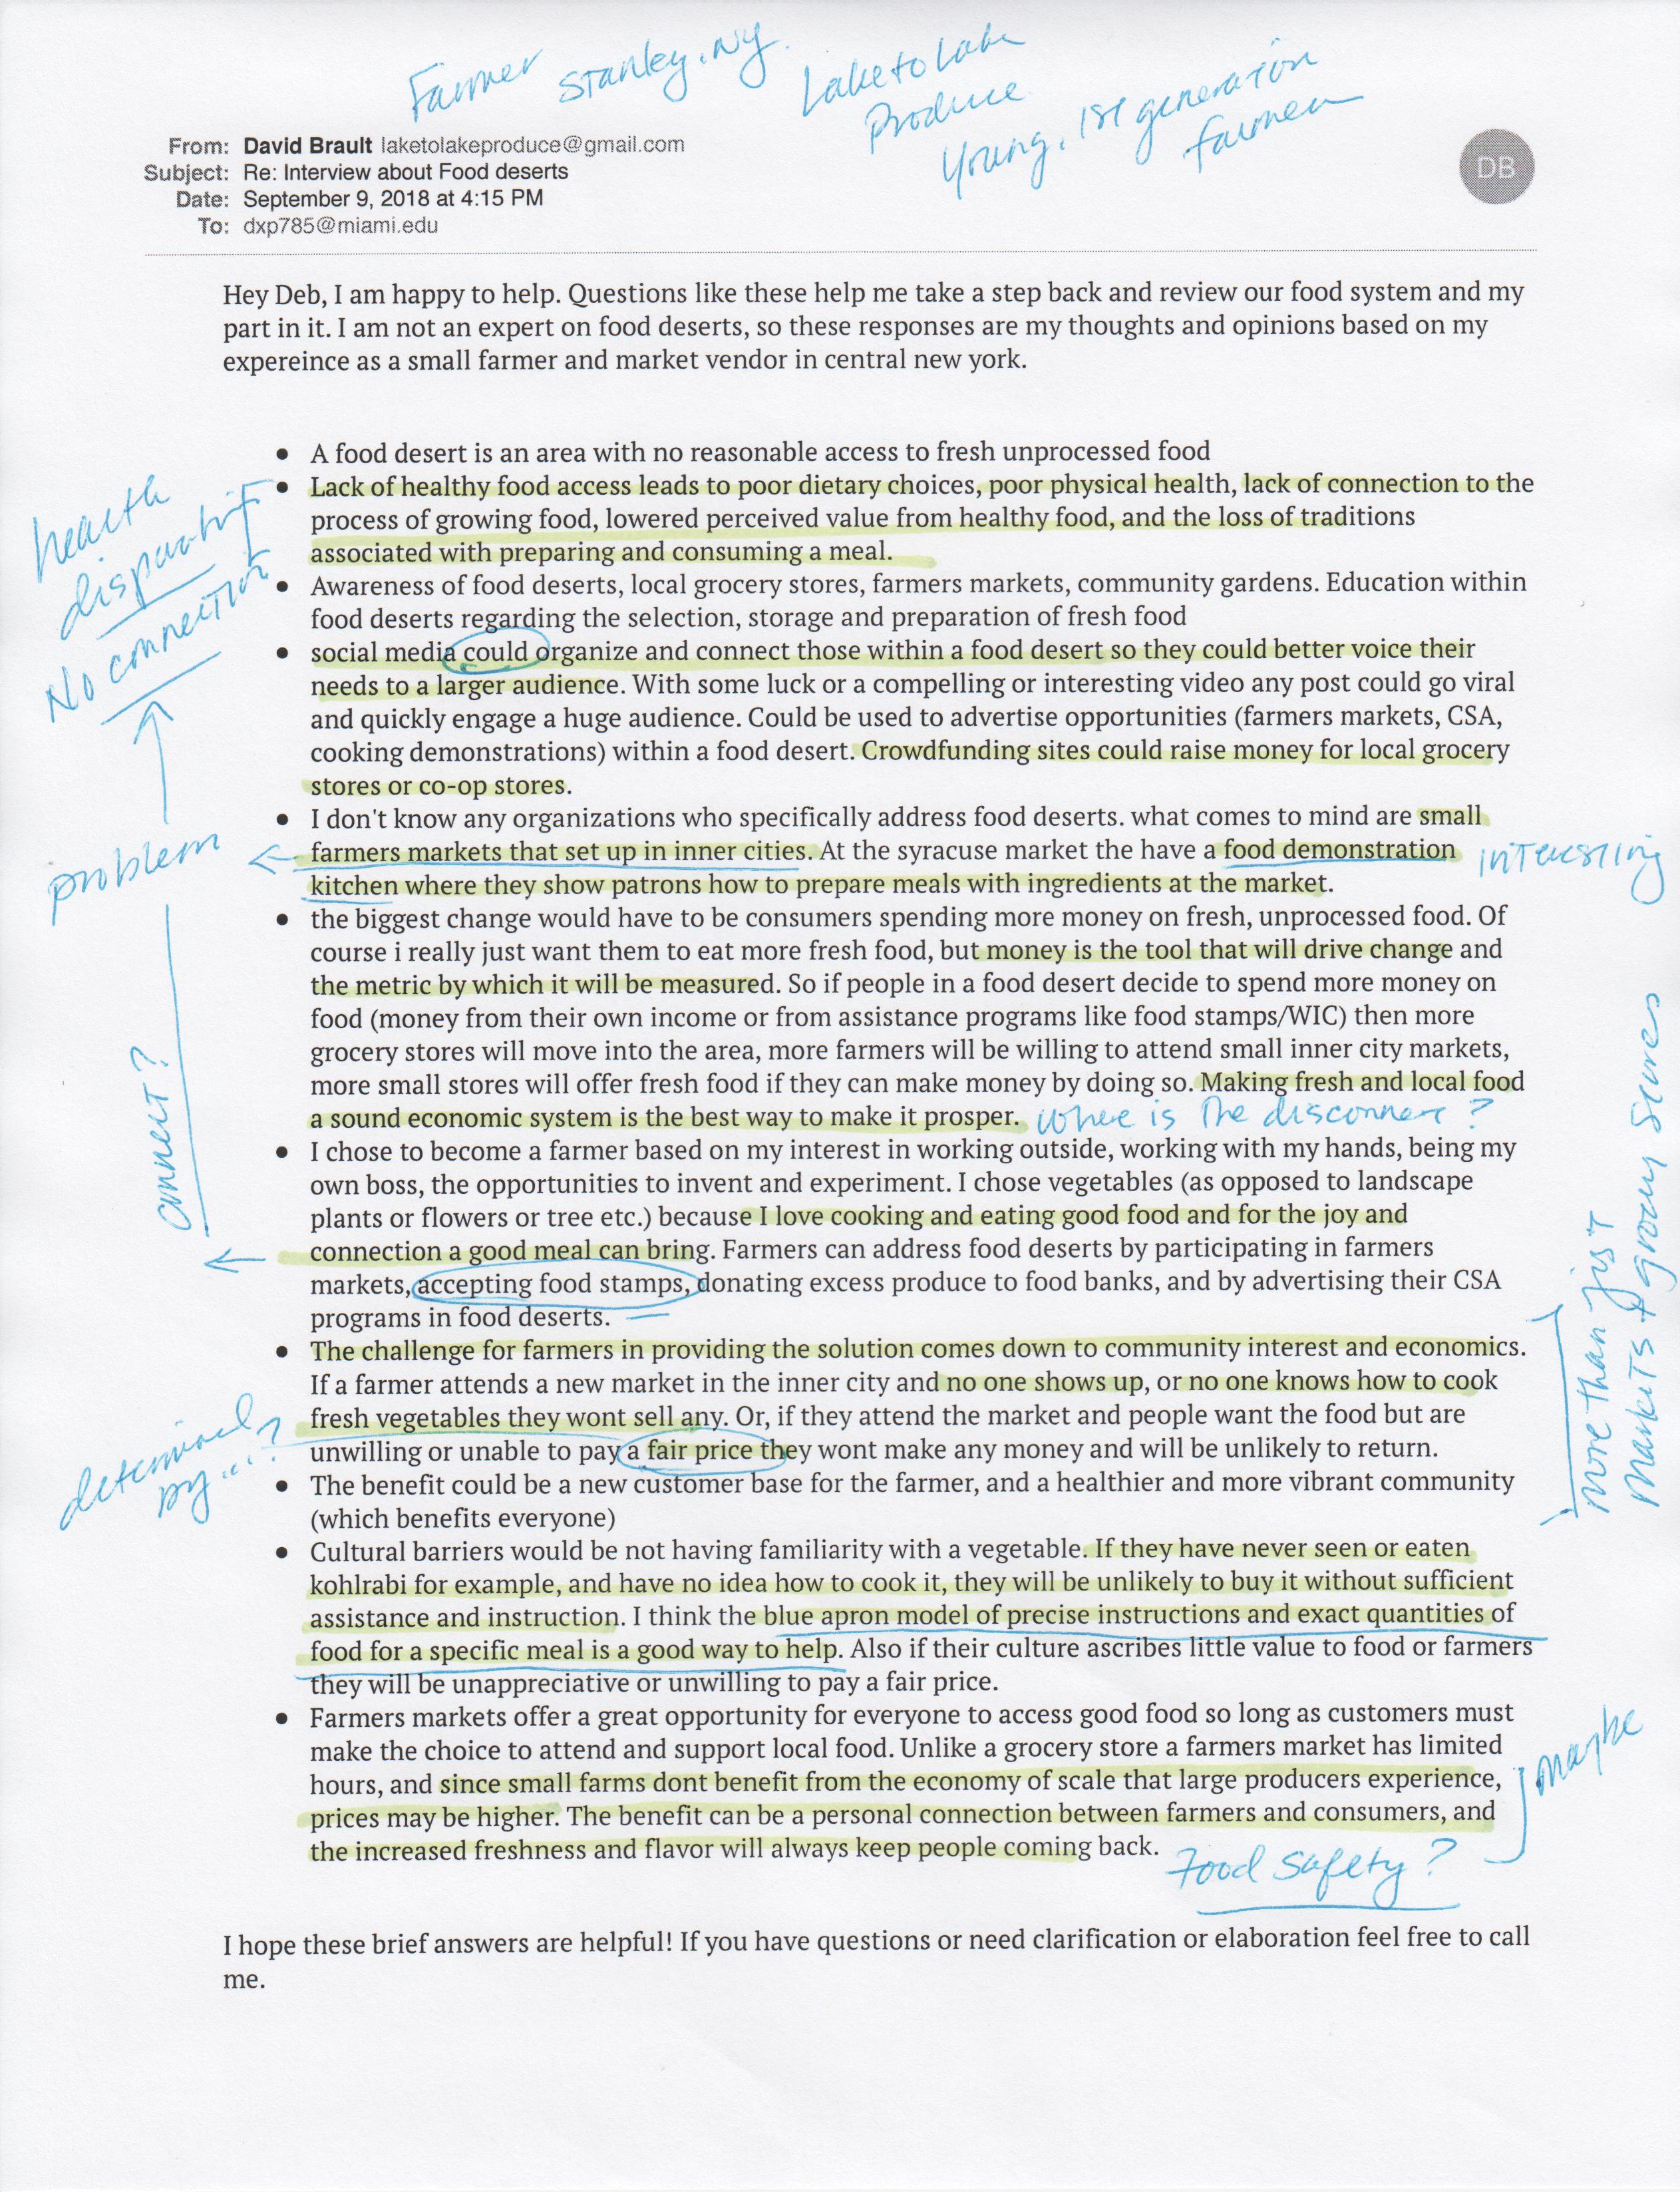 Farmer Stanley, NY. Lake to Lake
Produce
Young, 1st generation
farmer
From: David Brault laketolakeproduce@gmail.com
Subject: Re: Interview about Food deserts
Date: September 9, 2018 at 4:15 PM
To: dxp785@miami.edu
DB
Hey Deb, I am happy to help. Questions like these help me take a step back and review our food system and my
part in it. I am not an expert on food deserts, so these responses are my thoughts and opinions based on my
expereince as a small farmer and market vendor in central new york.
• A food desert is an area with no reasonable access to fresh unprocessed food
• Lack of healthy food access leads to poor dietary choices, poor physical health, lack of connection to the
process of growing food, lowered perceived value from healthy food, and the loss of traditions
associated with preparing and consuming a meal.
health
disparities
No connection
• Awareness of food deserts, local grocery stores, farmers markets, community gardens. Education within
food deserts regarding the selection, storage and preparation of fresh food
• social media could organize and connect those within a food desert so they could better voice their
needs to a larger audience. With some luck or a compelling or interesting video any post could go viral
and quickly engage a huge audience. Could be used to advertise opportunities (farmers markets, CSA,
cooking demonstrations) within a food desert. Crowdfunding sites could raise money for local grocery
stores or co-op stores.
• I don't know any organizations who specifically address food deserts. what comes to mind are small
farmers markets that set up in inner cities. At the syracuse market the have a food demonstration
kitchen where they show patrons how to prepare meals with ingredients at the market.
problem
interesting
• the biggest change would have to be consumers spending more money on fresh, unprocessed food. Of
course i really just want them to eat more fresh food, but money is the tool that will drive change and
the metric by which it will be measured. So if people in a food desert decide to spend more money on
food (money from their own income or from assistance programs like food stamps/WIC) then more
grocery stores will move into the area, more farmers will be willing to attend small inner city markets,
more small stores will offer fresh food if they can make money by doing so. Making fresh and local food
a sound economic system is the best way to make it prosper. Where is the disconnect?
connect?
• I chose to become a farmer based on my interest in working outside, working with my hands, being my
own boss, the opportunities to invent and experiment. I chose vegetables (as opposed to landscape
plants or flowers or tree etc.) because I love cooking and eating good food and for the joy and
connection a good meal can bring. Farmers can address food deserts by participating in farmers
markets, accepting food stamps, donating excess produce to food banks, and by advertising their CSA
programs in food deserts.
• The challenge for farmers in providing the solution comes down to community interest and economics.
If a farmer attends a new market in the inner city and no one shows up, or no one knows how to cook
fresh vegetables they wont sell any. Or, if they attend the market and people want the food but are
unwilling or unable to pay a fair price they wont make any money and will be unlikely to return.
determined
by...?
more than just
markets & grocery stores
• The benefit could be a new customer base for the farmer, and a healthier and more vibrant community
(which benefits everyone)
• Cultural barriers would be not having familiarity with a vegetable. If they have never seen or eaten
kohlrabi for example, and have no idea how to cook it, they will be unlikely to buy it without sufficient
assistance and instruction. I think the blue apron model of precise instructions and exact quantities of
food for a specific meal is a good way to help. Also if their culture ascribes little value to food or farmers
they will be unappreciative or unwilling to pay a fair price.
• Farmers markets offer a great opportunity for everyone to access good food so long as customers must
make the choice to attend and support local food. Unlike a grocery store a farmers market has limited
hours, and since small farms dont benefit from the economy of scale that large producers experience,
prices may be higher. The benefit can be a personal connection between farmers and consumers, and
the increased freshness and flavor will always keep people coming back.
maybe
Food safety?
I hope these brief answers are helpful! If you have questions or need clarification or elaboration feel free to call
me.